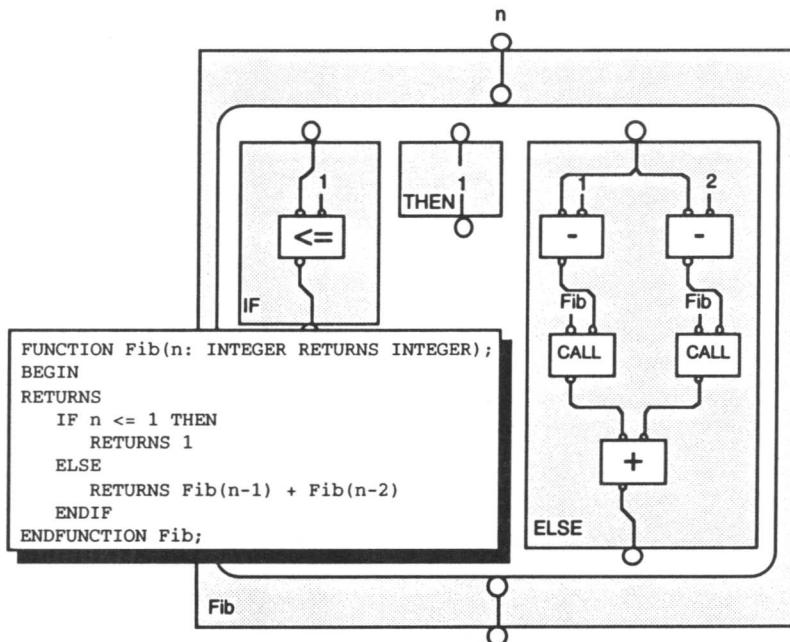 n
1
<=
IF
1
THEN
1
-
2
-
Fib
Fib
CALL
CALL
+
ELSE
FUNCTION Fib(n: INTEGER RETURNS INTEGER);
BEGIN
RETURNS
IF n <= 1 THEN
RETURNS 1
ELSE
RETURNS Fib(n-1) + Fib(n-2)
ENDIF
ENDFUNCTION Fib;
Fib